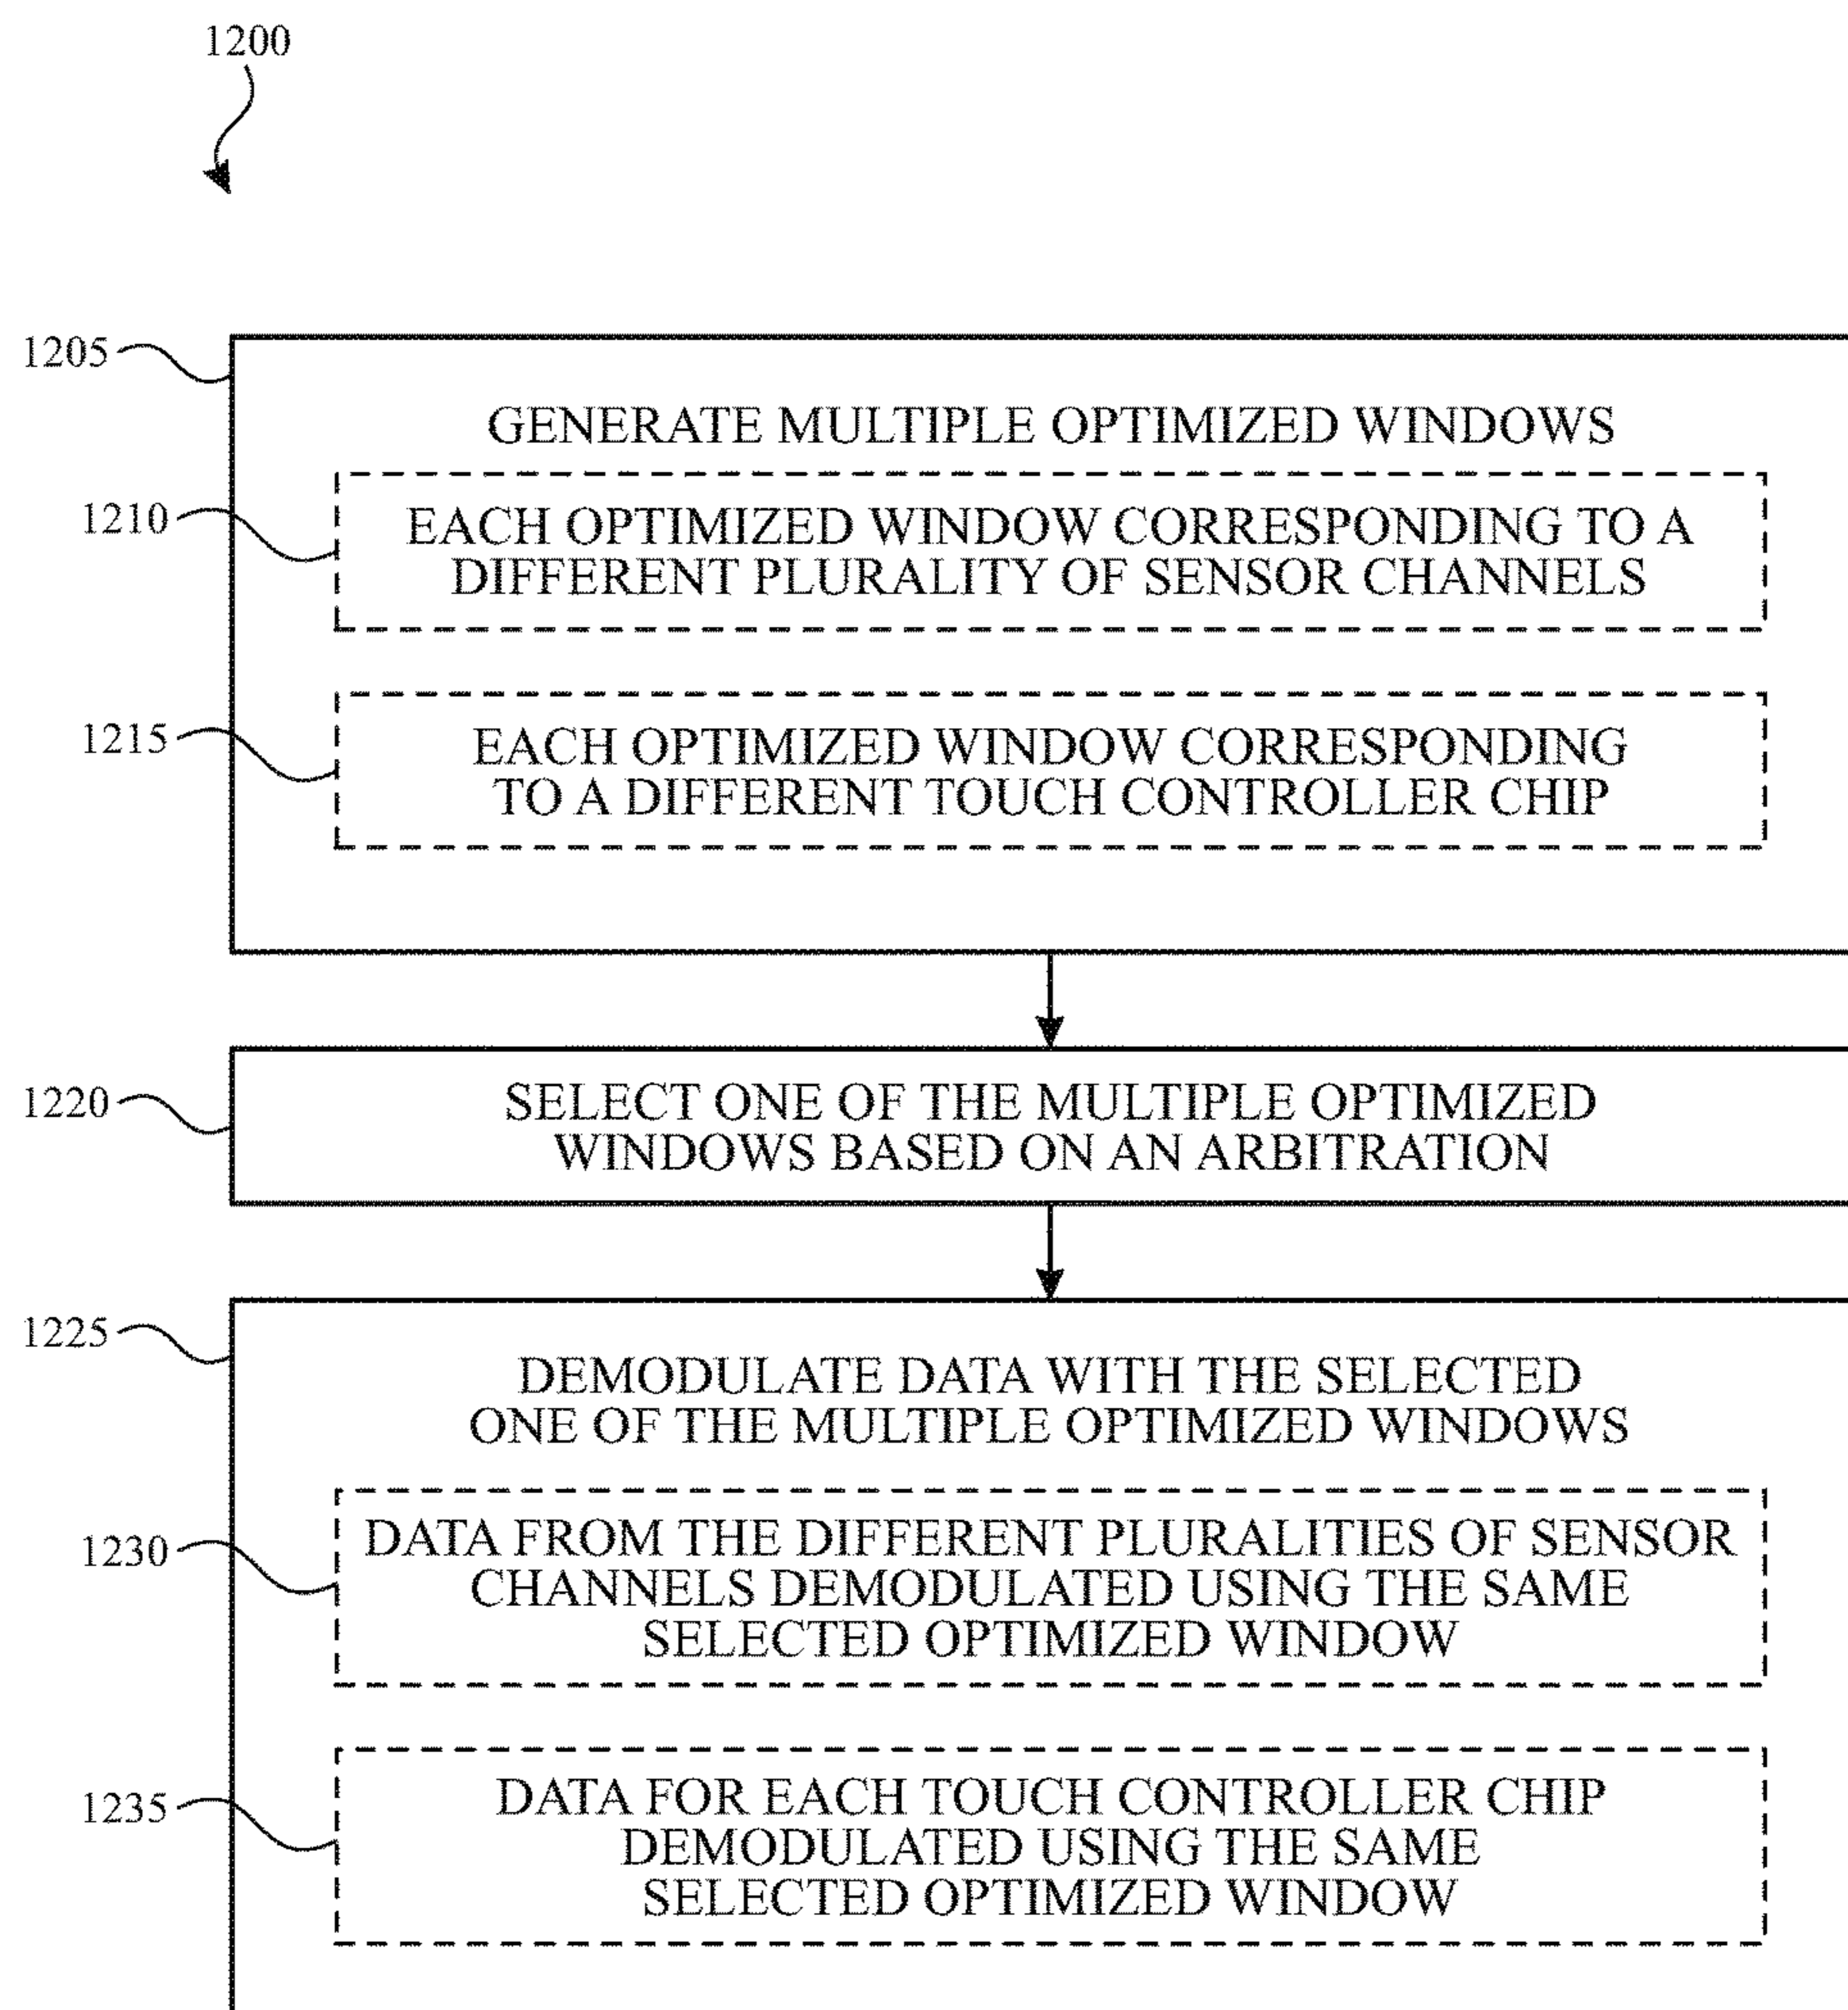 1200
1205
GENERATE MULTIPLE OPTIMIZED WINDOWS
1210
EACH OPTIMIZED WINDOW CORRESPONDING TO A
DIFFERENT PLURALITY OF SENSOR CHANNELS
1215
EACH OPTIMIZED WINDOW CORRESPONDING
TO A DIFFERENT TOUCH CONTROLLER CHIP
1220
SELECT ONE OF THE MULTIPLE OPTIMIZED
WINDOWS BASED ON AN ARBITRATION
1225
DEMODULATE DATA WITH THE SELECTED
ONE OF THE MULTIPLE OPTIMIZED WINDOWS
1230
DATA FROM THE DIFFERENT PLURALITIES OF SENSOR
CHANNELS DEMODULATED USING THE SAME
SELECTED OPTIMIZED WINDOW
1235
DATA FOR EACH TOUCH CONTROLLER CHIP
DEMODULATED USING THE SAME
SELECTED OPTIMIZED WINDOW